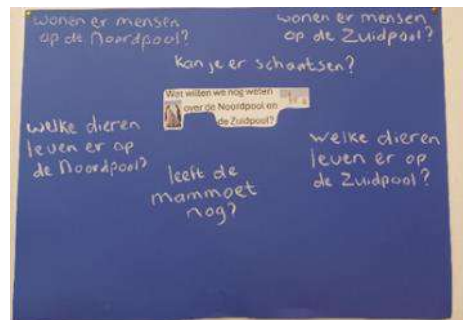 wonen er mensen
op de Noordpool?
wonen er mensen
op de Zuidpool?
kan je er schaatsen?
Wat willen we nog weten
over de Noordpool en
de Zuidpool?
welke dieren
leven er op
de Noordpool?
leeft de
mammoet
nog?
welke dieren
leven er op
de Zuidpool?